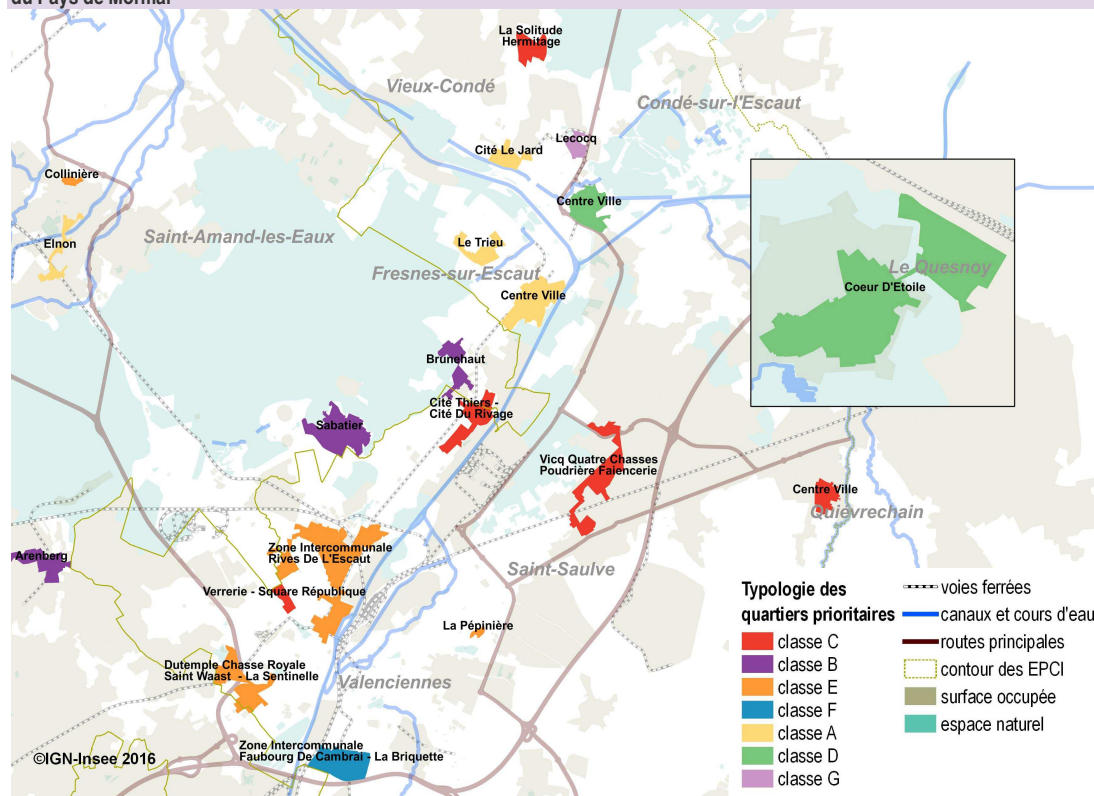 du Pays de Mormal
La Solitude
Hermitage
Vieux-Condé
Condé-sur-l'Escaut
Lecocq
Cité Le Jard
Collinière
Centre Ville
Elnon
Saint-Amand-les-Eaux
Le Trieu
Fresnes-sur-Escaut
Le Quesnoy
Coeur D'Etoile
Centre Ville
Brunehaut
Cité Thiers -
Cité Du Rivage
Sabatier
Vicq Quatre Chasses
Poudrière Faïencerie
Centre Ville
Quiévrechain
Zone Intercommunale
Rives De L'Escaut
Arenberg
Saint-Saulve
Verrerie - Square République
La Pépinière
Dutemple Chasse Royale
Saint Waast - La Sentinelle
Valenciennes
Zone Intercommunale
Faubourg De Cambrai - La Briquette
©IGN-Insee 2016
Typologie des
quartiers prioritaires
classe C
classe B
classe E
classe F
classe A
classe D
classe G
voies ferrées
canaux et cours d'eau
routes principales
contour des EPCI
surface occupée
espace naturel